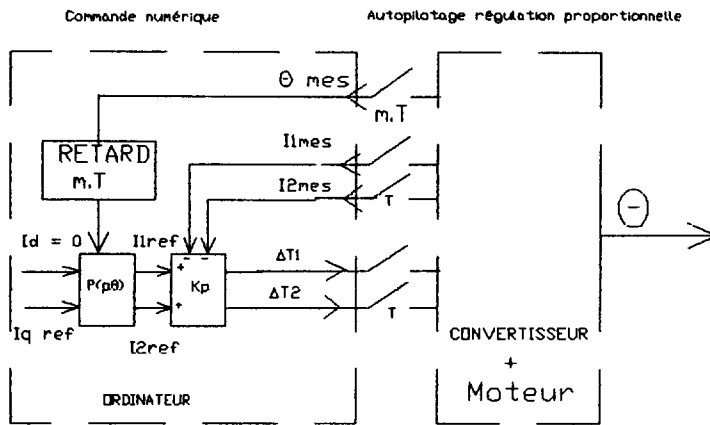 Commande numérique
Autopilotage régulation proportionnelle
Θ mes
m.T
I1mes
RETARD
m.T
I2mes
T
Id = 0
I1ref
ΔT1
Θ
P(pθ)
+ - -
Kp
+
ΔT2
T
Iq ref
I2ref
CONVERTISSEUR
+
Moteur
ORDINATEUR